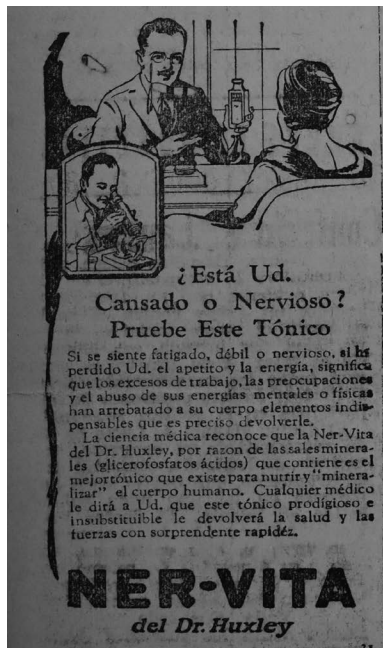 ¿Está Ud.
Cansado o Nervioso?
Pruebe Este Tónico
Si se siente fatigado, débil o nervioso, si ha
perdido Ud. el apetito y la energía, significa
que los excesos de trabajo, las preocupaciones
y el abuso de sus energías mentales o físicas
han arrebatado a su cuerpo elementos indis-
pensables que es preciso devolverle.
La ciencia médica reconoce que la Ner-Vita
del Dr. Huxley, por razon de las sales minera-
les (glicerofosfatos ácidos) que contiene es el
mejor tónico que existe para nutrir y "minera-
lizar" el cuerpo humano. Cualquier médico
le dirá a Ud. que este tónico prodigioso e
insubstituible le devolverá la salud y las
fuerzas con sorprendente rapidéz.
NER-VITA
del Dr. Huxley